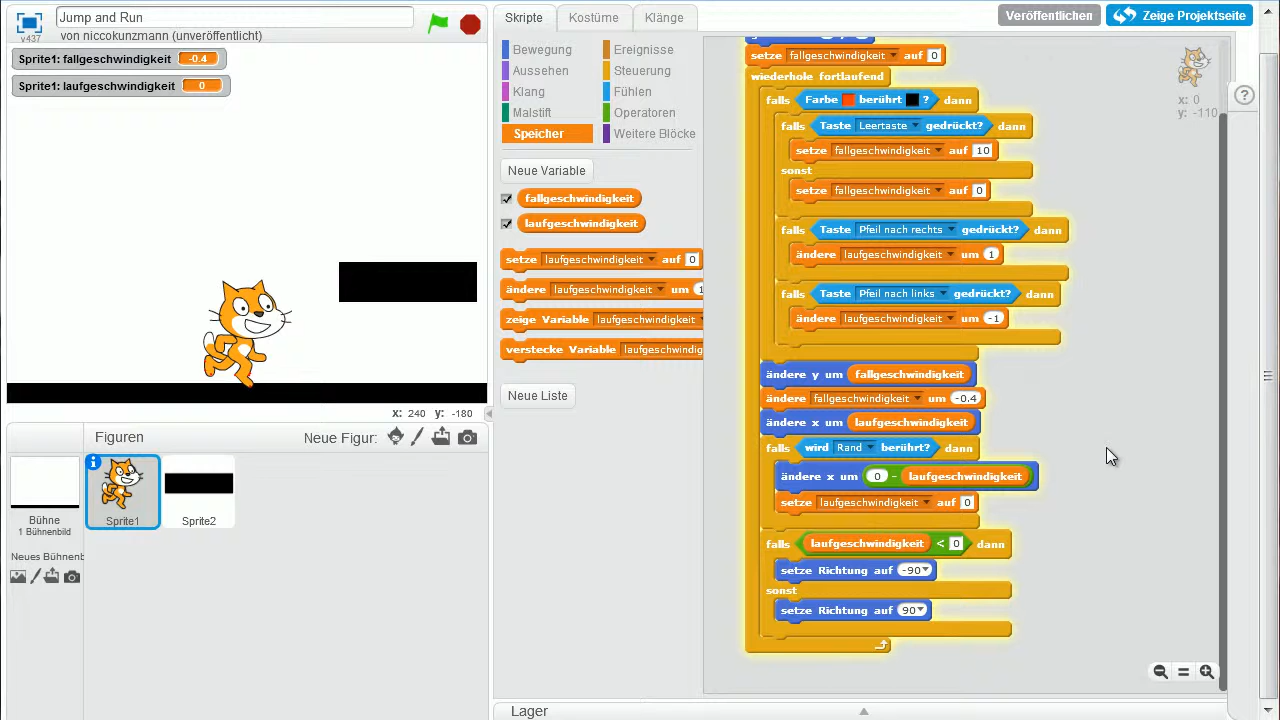 Jump and Run
v437
von niccokunzmann (unveröffentlicht)
Sprite1: fallgeschwindigkeit -0.4
Sprite1: laufgeschwindigkeit 0
x: 240 y: -180
Figuren
Neue Figur:
Bühne
1 Bühnenbild
Neues Bühnenb
Sprite1
Sprite2
Skripte
Kostüme
Klänge
Veröffentlichen
Zeige Projektseite
Bewegung
Ereignisse
Aussehen
Steuerung
Klang
Fühlen
Malstift
Operatoren
Speicher
Weitere Blöcke
Neue Variable
fallgeschwindigkeit
laufgeschwindigkeit
setze laufgeschwindigkeit auf 0
ändere laufgeschwindigkeit um 1
zeige Variable laufgeschwindigkeit
verstecke Variable laufgeschwindig
Neue Liste
setze fallgeschwindigkeit auf 0
wiederhole fortlaufend
falls Farbe berührt ? dann
falls Taste Leertaste gedrückt? dann
setze fallgeschwindigkeit auf 10
sonst
setze fallgeschwindigkeit auf 0
falls Taste Pfeil nach rechts gedrückt? dann
ändere laufgeschwindigkeit um 1
falls Taste Pfeil nach links gedrückt? dann
ändere laufgeschwindigkeit um -1
ändere y um fallgeschwindigkeit
ändere fallgeschwindigkeit um -0.4
ändere x um laufgeschwindigkeit
falls wird Rand berührt? dann
ändere x um 0 - laufgeschwindigkeit
setze laufgeschwindigkeit auf 0
falls laufgeschwindigkeit < 0 dann
setze Richtung auf -90
sonst
setze Richtung auf 90
x: 0
y: -110
?
Lager